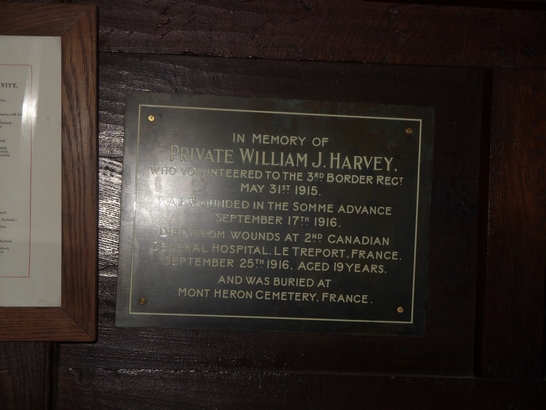 NITY.
IN MEMORY OF
PRIVATE WILLIAM J. HARVEY.
WHO VOLUNTEERED TO THE 3RD BORDER REGT
MAY 31ST 1915.
WAS WOUNDED IN THE SOMME ADVANCE
SEPTEMBER 17TH 1916.
DIED FROM WOUNDS AT 2ND CANADIAN
GENERAL HOSPITAL, LE TREPORT, FRANCE.
SEPTEMBER 25TH 1916, AGED 19 YEARS.
AND WAS BURIED AT
MONT HERON CEMETERY, FRANCE.